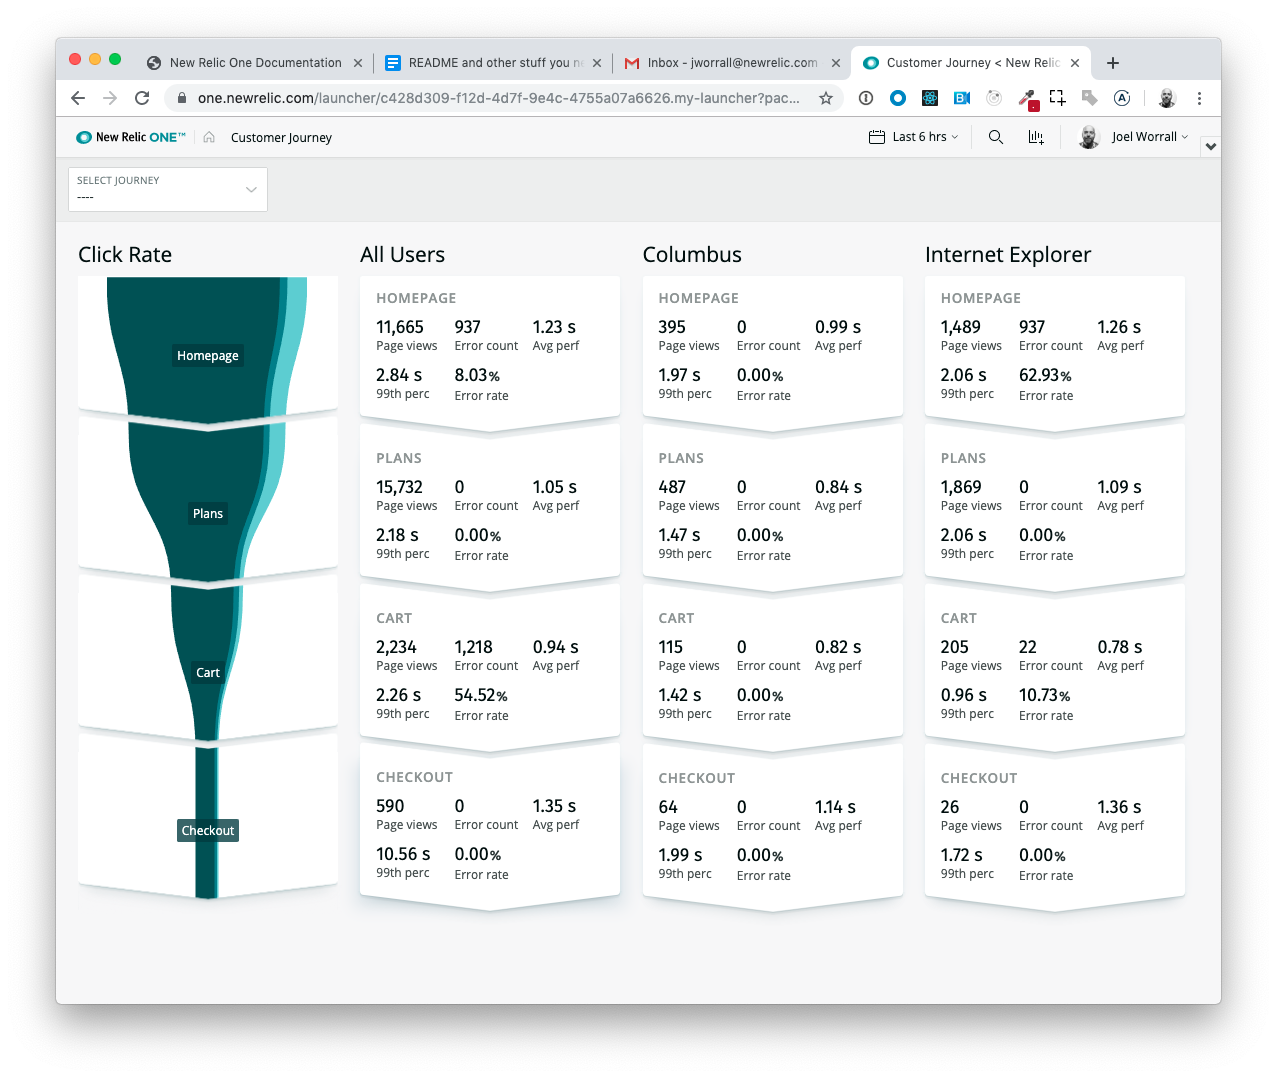 New Relic One Documentation
README and other stuff you ne
Inbox - jworrall@newrelic.com
Customer Journey < New Relic
one.newrelic.com/launcher/c428d309-f12d-4d7f-9e4c-4755a07a6626.my-launcher?pac...
New Relic ONE™
Customer Journey
Last 6 hrs
Joel Worrall
SELECT JOURNEY
----
Click Rate
Homepage
Plans
Cart
Checkout
All Users
HOMEPAGE
11,665 937 1.23 s
Page views Error count Avg perf
2.84 s 8.03%
99th perc Error rate
PLANS
15,732 0 1.05 s
Page views Error count Avg perf
2.18 s 0.00%
99th perc Error rate
CART
2,234 1,218 0.94 s
Page views Error count Avg perf
2.26 s 54.52%
99th perc Error rate
CHECKOUT
590 0 1.35 s
Page views Error count Avg perf
10.56 s 0.00%
99th perc Error rate
Columbus
HOMEPAGE
395 0 0.99 s
Page views Error count Avg perf
1.97 s 0.00%
99th perc Error rate
PLANS
487 0 0.84 s
Page views Error count Avg perf
1.47 s 0.00%
99th perc Error rate
CART
115 0 0.82 s
Page views Error count Avg perf
1.42 s 0.00%
99th perc Error rate
CHECKOUT
64 0 1.14 s
Page views Error count Avg perf
1.99 s 0.00%
99th perc Error rate
Internet Explorer
HOMEPAGE
1,489 937 1.26 s
Page views Error count Avg perf
2.06 s 62.93%
99th perc Error rate
PLANS
1,869 0 1.09 s
Page views Error count Avg perf
2.06 s 0.00%
99th perc Error rate
CART
205 22 0.78 s
Page views Error count Avg perf
0.96 s 10.73%
99th perc Error rate
CHECKOUT
26 0 1.36 s
Page views Error count Avg perf
1.72 s 0.00%
99th perc Error rate